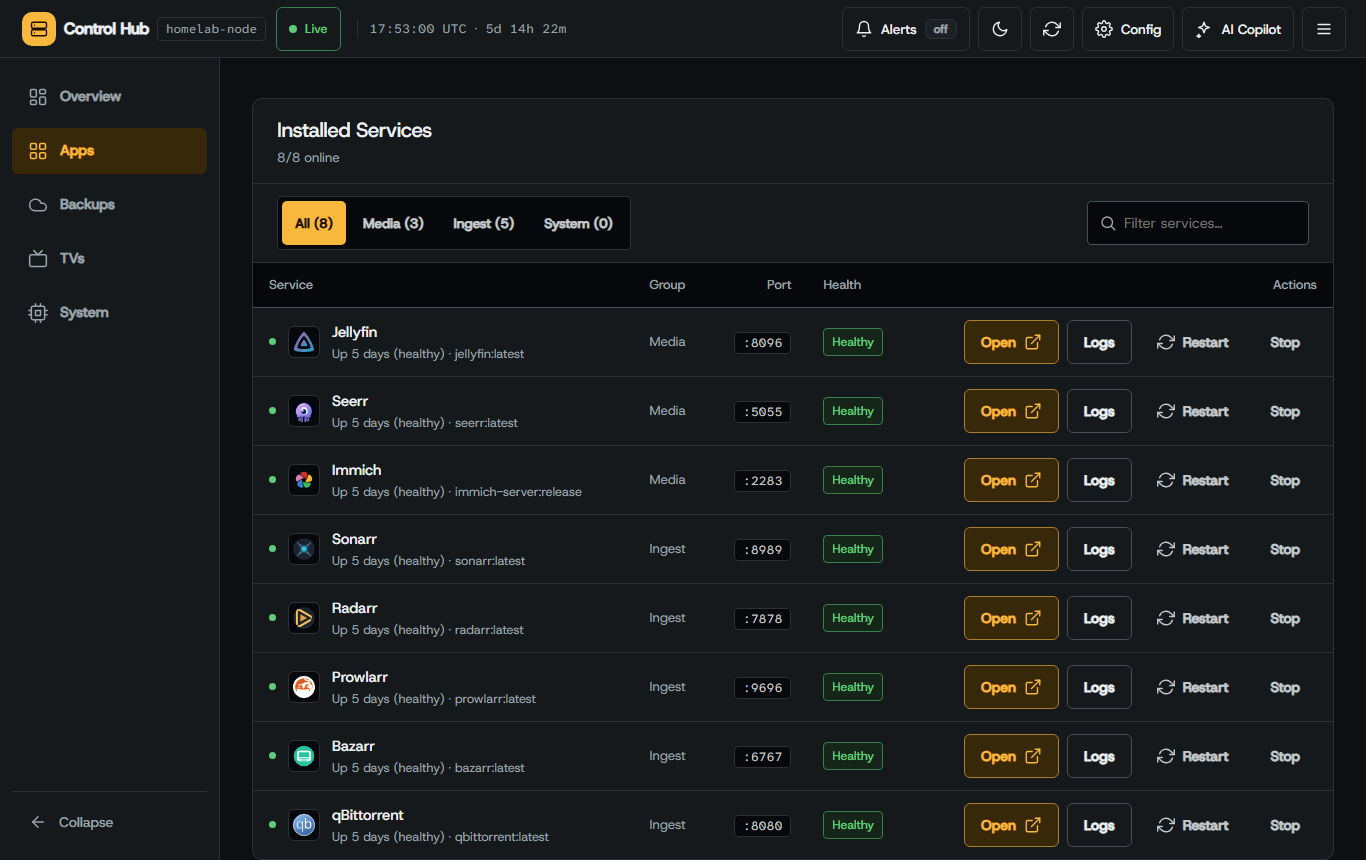 Control Hub homelab-node Live 17:53:00 UTC · 5d 14h 22m Alerts off Config AI Copilot
Overview
Apps
Backups
TVs
System
Collapse
Installed Services
8/8 online
All (8) Media (3) Ingest (5) System (0) Filter services...
Service Group Port Health Actions
Jellyfin
Up 5 days (healthy) · jellyfin:latest
Media :8096 Healthy Open Logs Restart Stop
Seerr
Up 5 days (healthy) · seerr:latest
Media :5055 Healthy Open Logs Restart Stop
Immich
Up 5 days (healthy) · immich-server:release
Media :2283 Healthy Open Logs Restart Stop
Sonarr
Up 5 days (healthy) · sonarr:latest
Ingest :8989 Healthy Open Logs Restart Stop
Radarr
Up 5 days (healthy) · radarr:latest
Ingest :7878 Healthy Open Logs Restart Stop
Prowlarr
Up 5 days (healthy) · prowlarr:latest
Ingest :9696 Healthy Open Logs Restart Stop
Bazarr
Up 5 days (healthy) · bazarr:latest
Ingest :6767 Healthy Open Logs Restart Stop
qb
qBittorrent
Up 5 days (healthy) · qbittorrent:latest
Ingest :8080 Healthy Open Logs Restart Stop